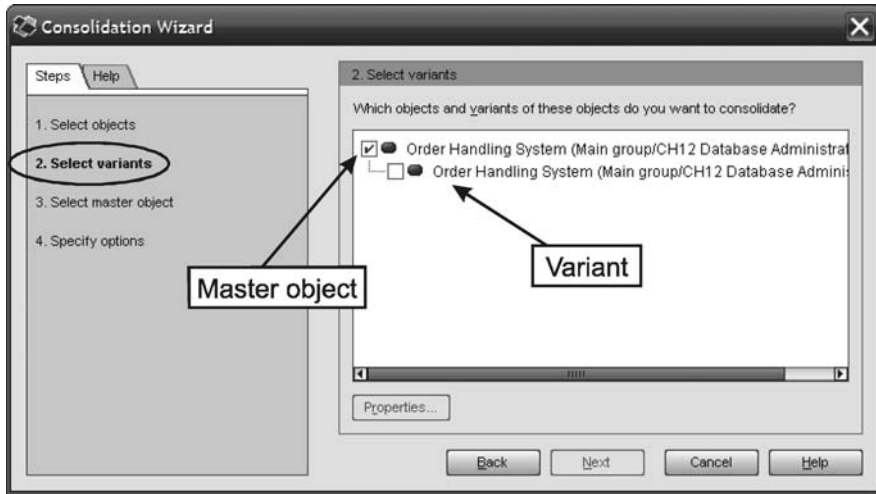 Consolidation Wizard
Steps
Help
1. Select objects
2. Select variants
3. Select master object
4. Specify options
2. Select variants
Which objects and variants of these objects do you want to consolidate?
Order Handling System (Main group/CH12 Database Administrat
Order Handling System (Main group/CH12 Database Adminis
Master object
Variant
Properties...
Back
Next
Cancel
Help